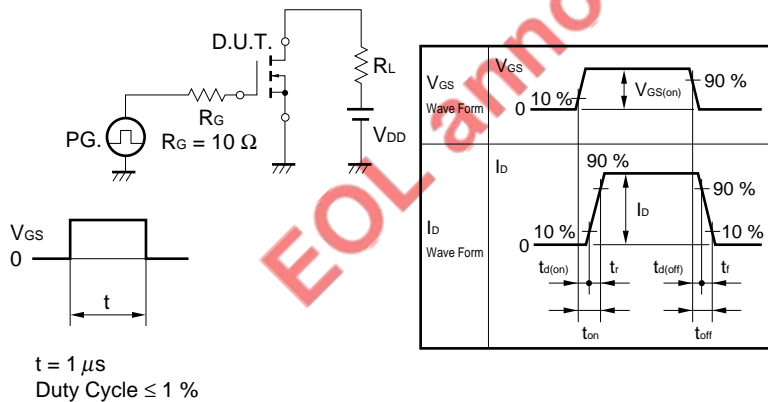 D.U.T.
RL
RG
PG.
RG = 10 Ω
VDD
VGS
0
t
t = 1 μs
Duty Cycle ≤ 1 %
EOL anno
VGS
Wave Form
VGS
10 %
0
VGS(on)
90 %
ID
Wave Form
ID
90 %
90 %
ID
10 %
10 %
0
td(on)
tr
td(off)
tf
ton
toff